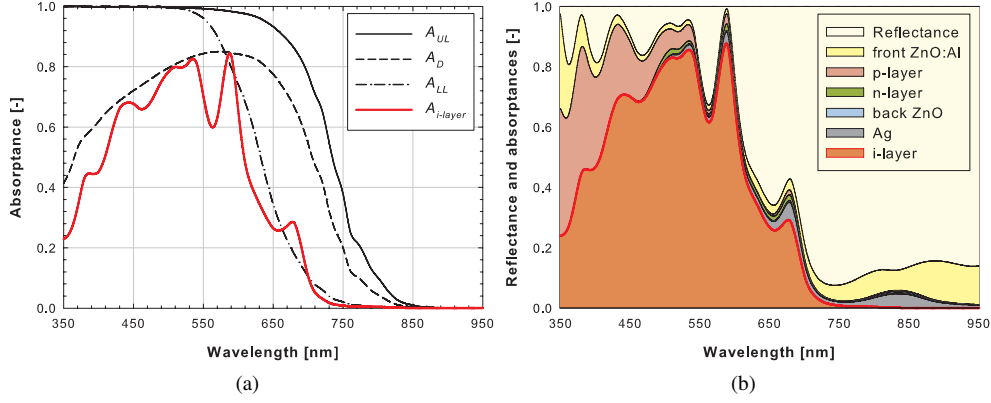 1.0
0.8
0.6
0.4
0.2
0.0
Absorptance [-]
350 450 550 650 750 850 950
Wavelength [nm]
A_UL
A_D
A_LL
A_i-layer
(a)
1.0
0.8
0.6
0.4
0.2
0.0
Reflectance and absorptances [-]
350 450 550 650 750 850 950
Wavelength [nm]
Reflectance
front ZnO:Al
p-layer
n-layer
back ZnO
Ag
i-layer
(b)